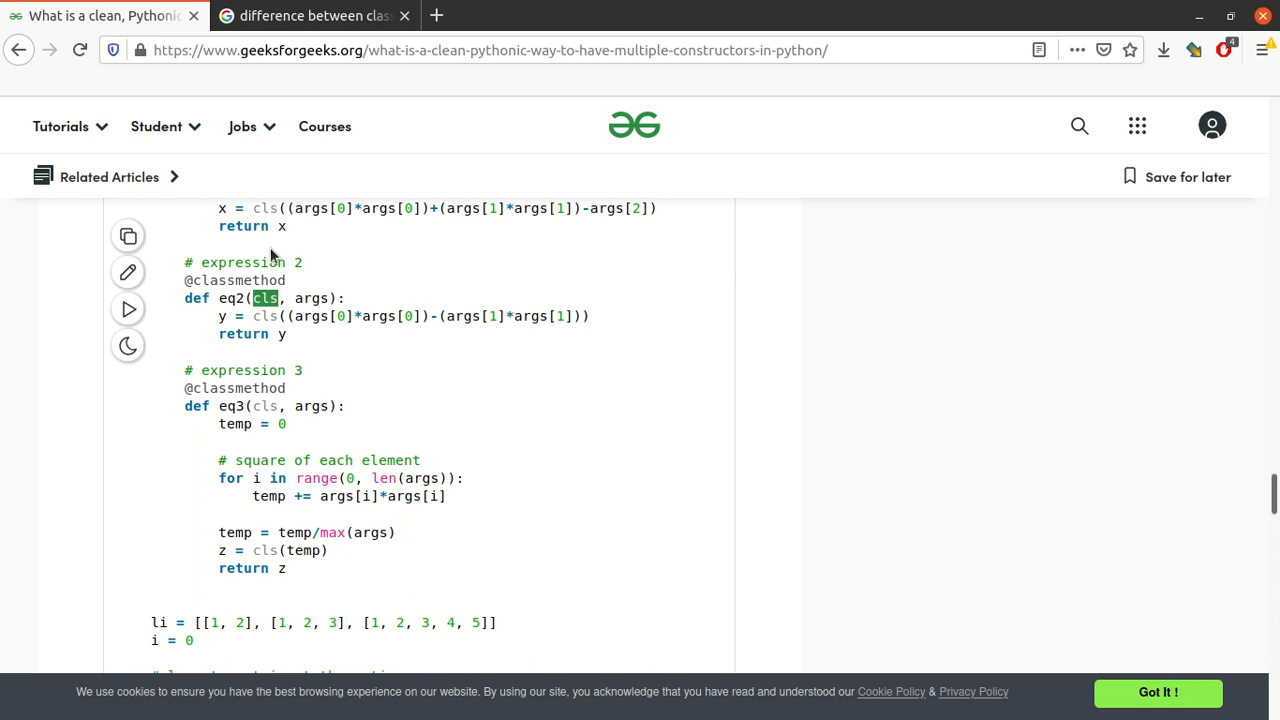 What is a clean, Pythonic
difference between clas
https://www.geeksforgeeks.org/what-is-a-clean-pythonic-way-to-have-multiple-constructors-in-python/
4
Tutorials
Student
Jobs
Courses
Related Articles
Save for later
x = cls((args[0]*args[0])+(args[1]*args[1])-args[2])
return x
# expression 2
@classmethod
def eq2(cls, args):
y = cls((args[0]*args[0])-(args[1]*args[1]))
return y
# expression 3
@classmethod
def eq3(cls, args):
temp = 0
# square of each element
for i in range(0, len(args)):
temp += args[i]*args[i]
temp = temp/max(args)
z = cls(temp)
return z
li = [[1, 2], [1, 2, 3], [1, 2, 3, 4, 5]]
i = 0
We use cookies to ensure you have the best browsing experience on our website. By using our site, you acknowledge that you have read and understood our Cookie Policy & Privacy Policy
Got It !